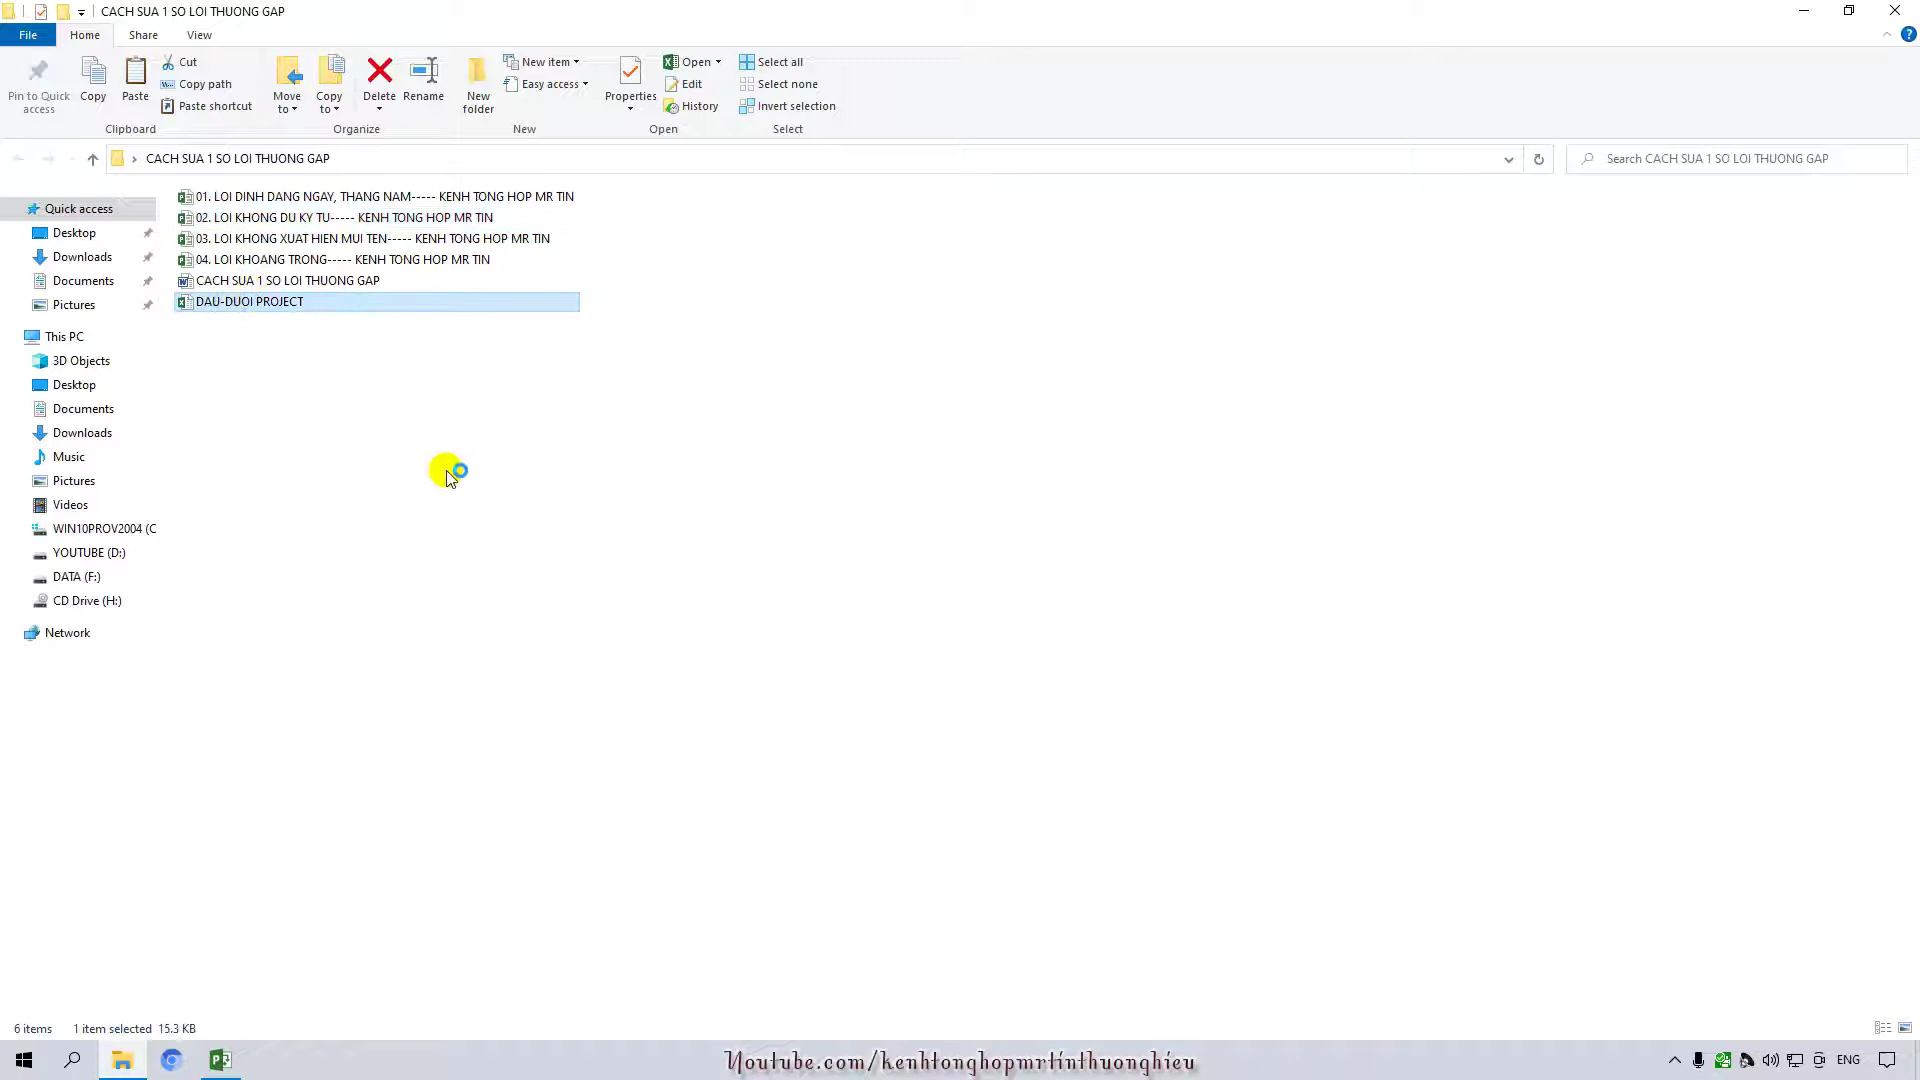 CACH SUA 1 SO LOI THUONG GAP
File Home Share View
Pin to Quick access
Copy
Paste
Cut
Copy path
Paste shortcut
Clipboard
Move to
Copy to
Delete
Rename
Organize
New folder
New item
Easy access
New
Properties
Open
Edit
History
Open
Select all
Select none
Invert selection
Select
CACH SUA 1 SO LOI THUONG GAP
Search CACH SUA 1 SO LOI THUONG GAP
Quick access
Desktop
Downloads
Documents
Pictures
This PC
3D Objects
Desktop
Documents
Downloads
Music
Pictures
Videos
WIN10PROV2004 (C
YOUTUBE (D:)
DATA (F:)
CD Drive (H:)
Network
01. LOI DINH DANG NGAY, THANG NAM----- KENH TONG HOP MR TIN
02. LOI KHONG DU KY TU----- KENH TONG HOP MR TIN
03. LOI KHONG XUAT HIEN MUI TEN----- KENH TONG HOP MR TIN
04. LOI KHOANG TRONG----- KENH TONG HOP MR TIN
CACH SUA 1 SO LOI THUONG GAP
DAU-DUOI PROJECT
6 items 1 item selected 15.3 KB
Youtube.com/kenhtonghopmrtinthuonghieu
ENG